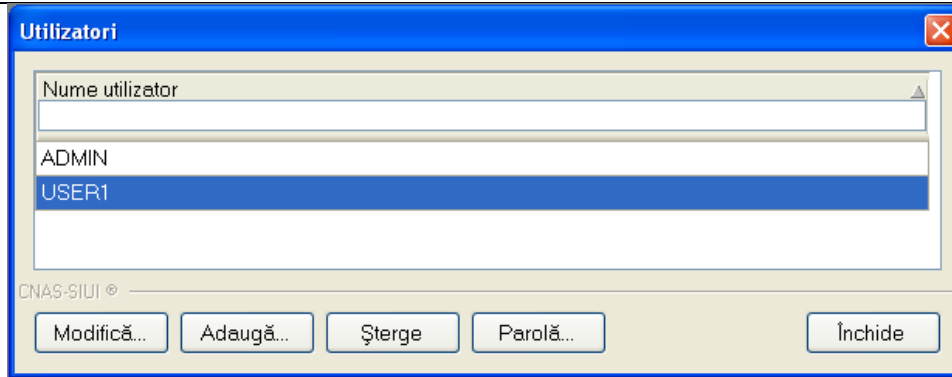 Utilizatori
Nume utilizator
ADMIN
USER1
CNAS-SIUI ®
Modifică... Adaugă... Şterge Parolă... Închide